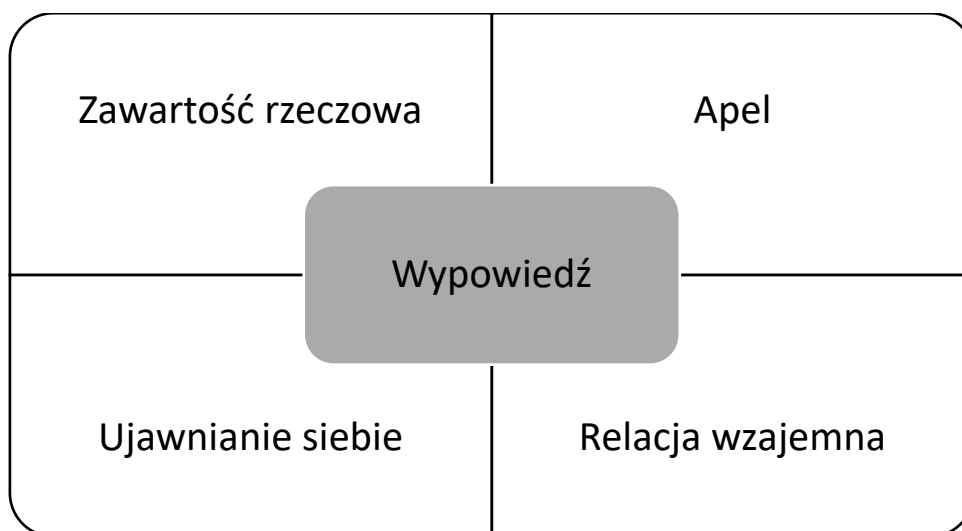 Zawartość rzeczowa
Apel
Wypowiedź
Ujawnianie siebie
Relacja wzajemna